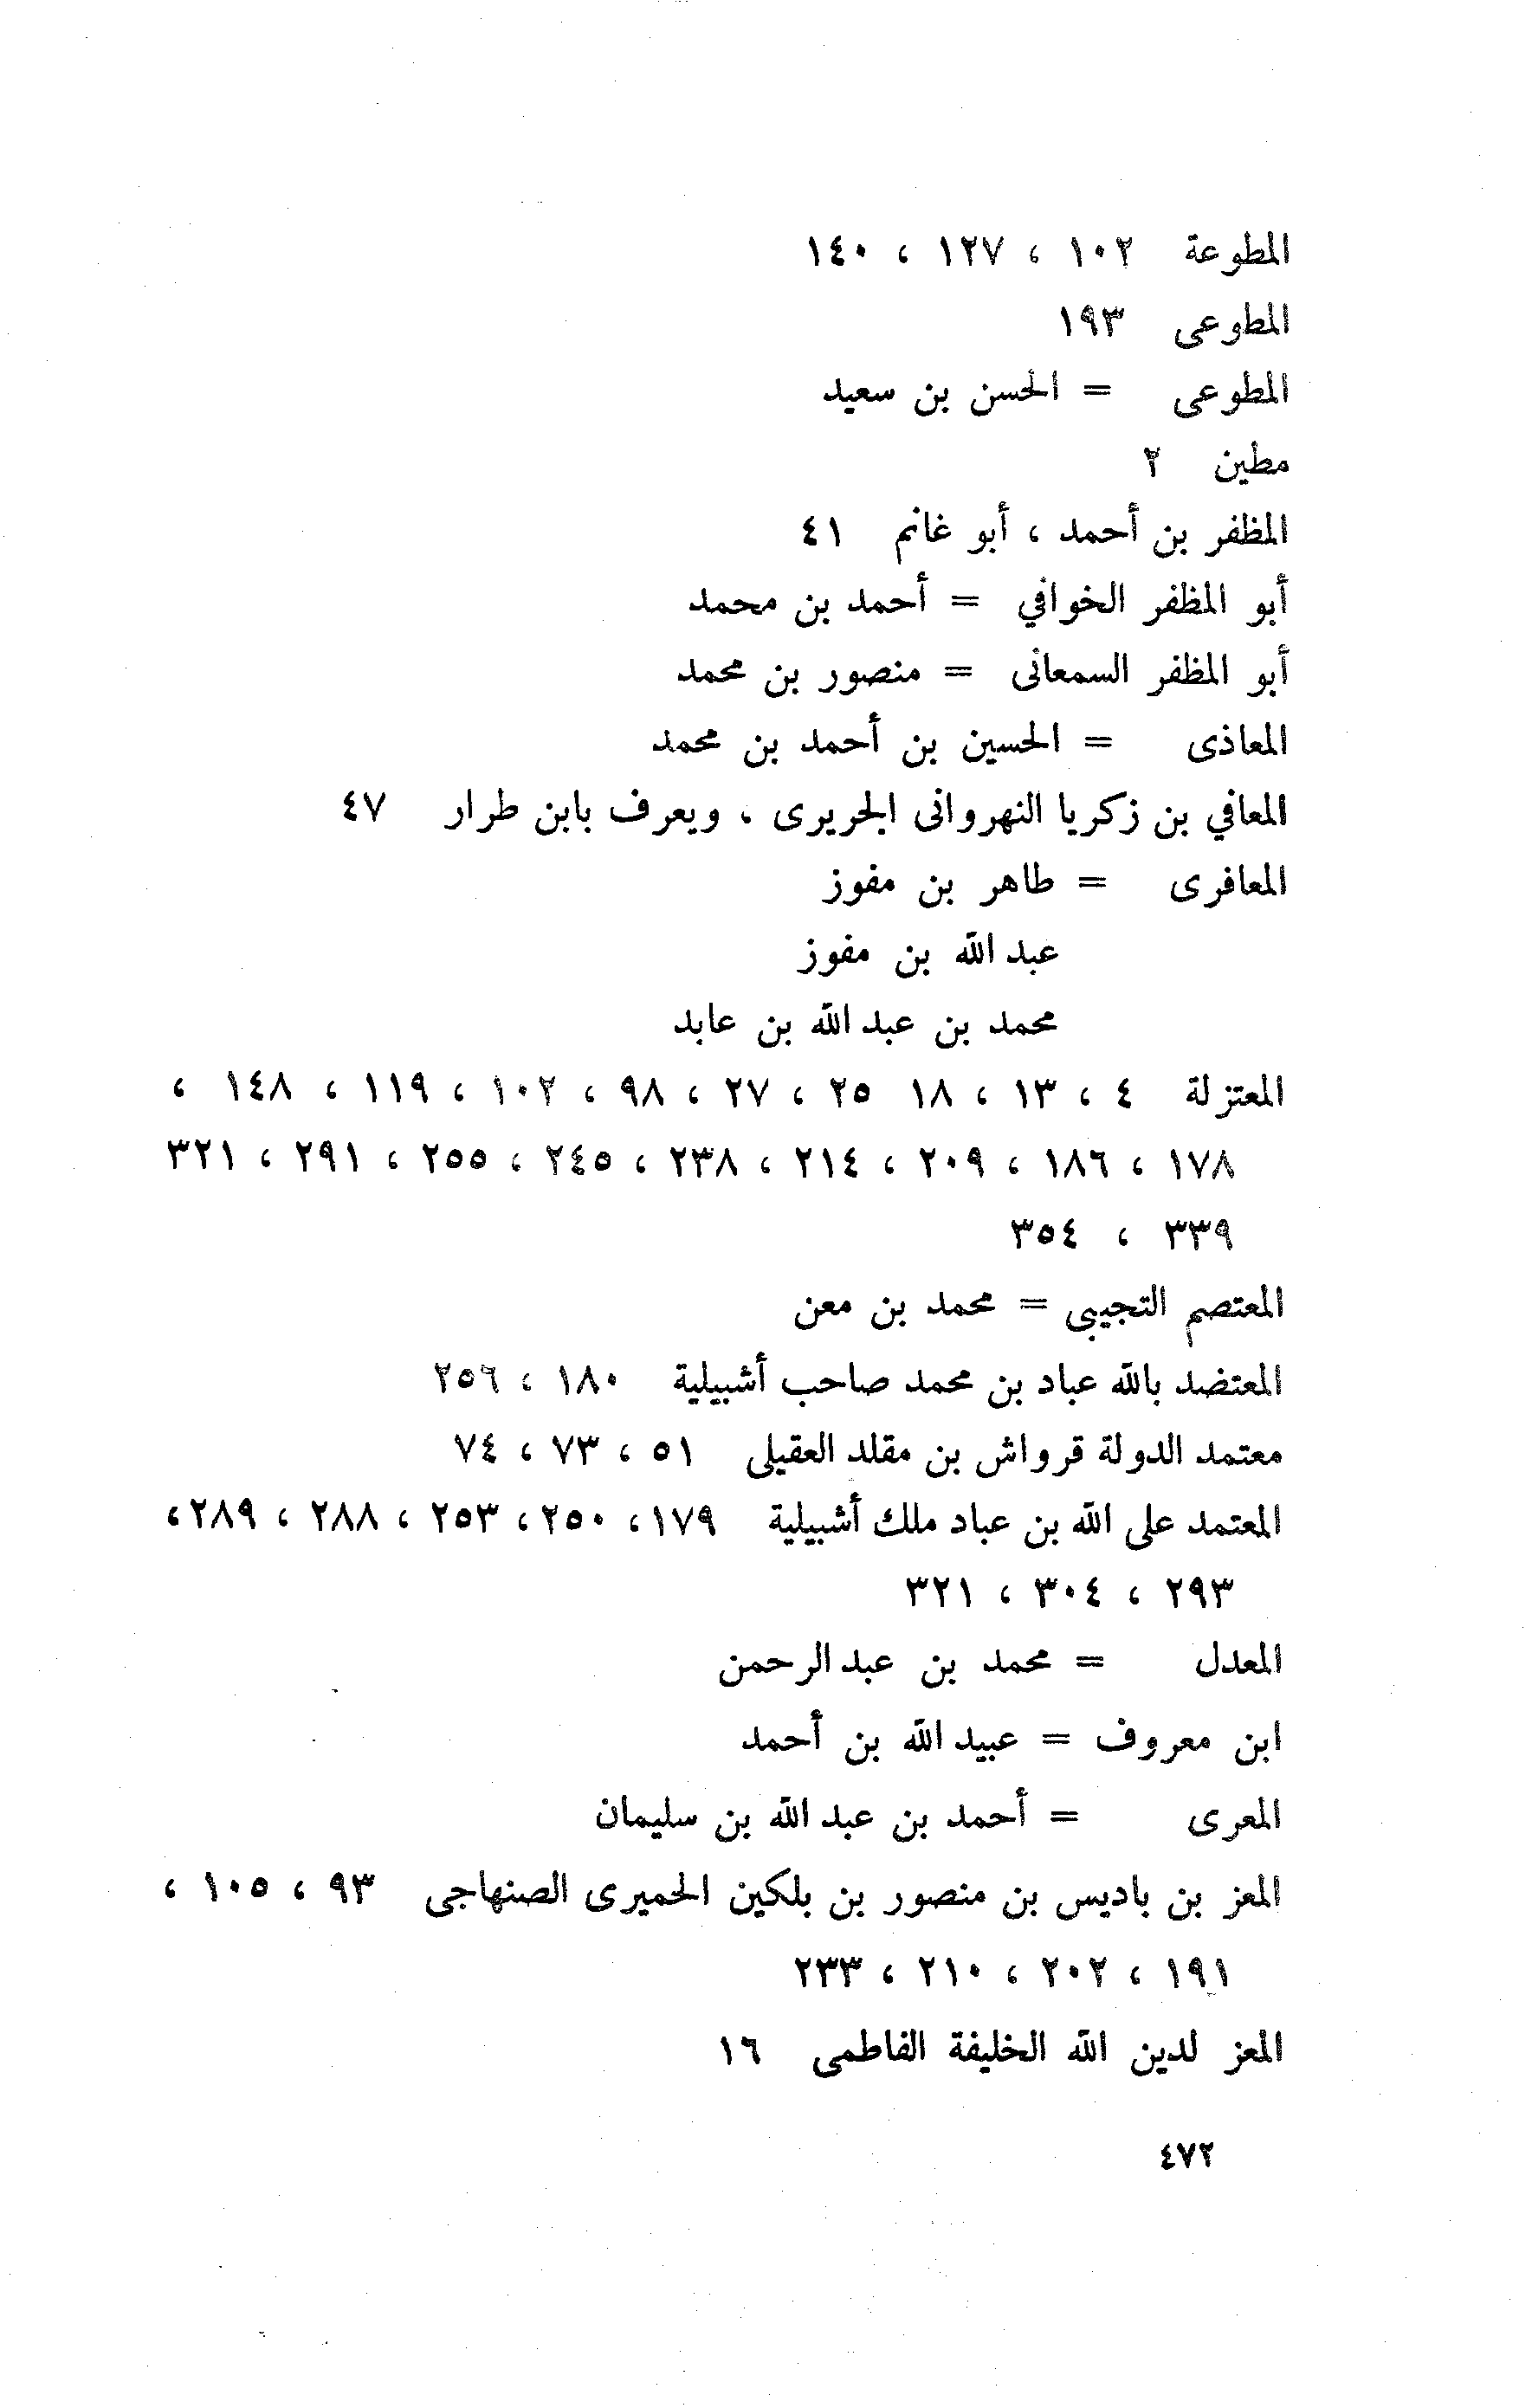 المطوعة ١٠٢ ، ١٢٧ ، ١٤٠
المطوعى ١٩٣
المطوعى = الحسن بن سعيد
مطين ٢
المظفر بن أحمد ، أبو غانم ٤١
أبو المظفر الخوافي = أحمد بن محمد
أبو المظفر السمعانى = منصور بن محمد
المعاذى = الحسين بن أحمد بن محمد
المعافي بن زكريا النهروانى الجريرى ، ويعرف بابن طرار ٤٧
المعافرى = طاهر بن مفوز
عبد الله بن مفوز
محمد بن عبد الله بن عابد
المعتزلة ٤ ، ١٣ ، ١٨ ٢٥ ، ٢٧ ، ٩٨ ، ١٠٢ ، ١١٩ ، ١٤٨ ،
١٧٨ ، ١٨٦ ، ٢٠٩ ، ٢١٤ ، ٢٣٨ ، ٢٤٥ ، ٢٥٥ ، ٢٩١ ، ٣٢١
٣٣٩ ، ٣٥٤
المعتصم التجيبى = محمد بن معن
المعتضد بالله عباد بن محمد صاحب أشبيلية ١٨٠ ، ٢٥٦
معتمد الدولة قرواش بن مقلد العقيلى ٥١ ، ٧٣ ، ٧٤
المعتمد على الله بن عباد ملك أشبيلية ١٧٩ ، ٢٥٠ ، ٢٥٣ ، ٢٨٨ ، ٢٨٩ ،
٢٩٣ ، ٣٠٤ ، ٣٢١
المعدل = محمد بن عبد الرحمن
ابن معروف = عبيد الله بن أحمد
المعرى = أحمد بن عبد الله بن سليمان
المعز بن باديس بن منصور بن بلكين الحميرى الصنهاجى ٩٣ ، ١٠٥ ،
١٩١ ، ٢٠٢ ، ٢١٠ ، ٢٣٣
المعز لدين الله الخليفة الفاطمى ١٦
٤٧٢